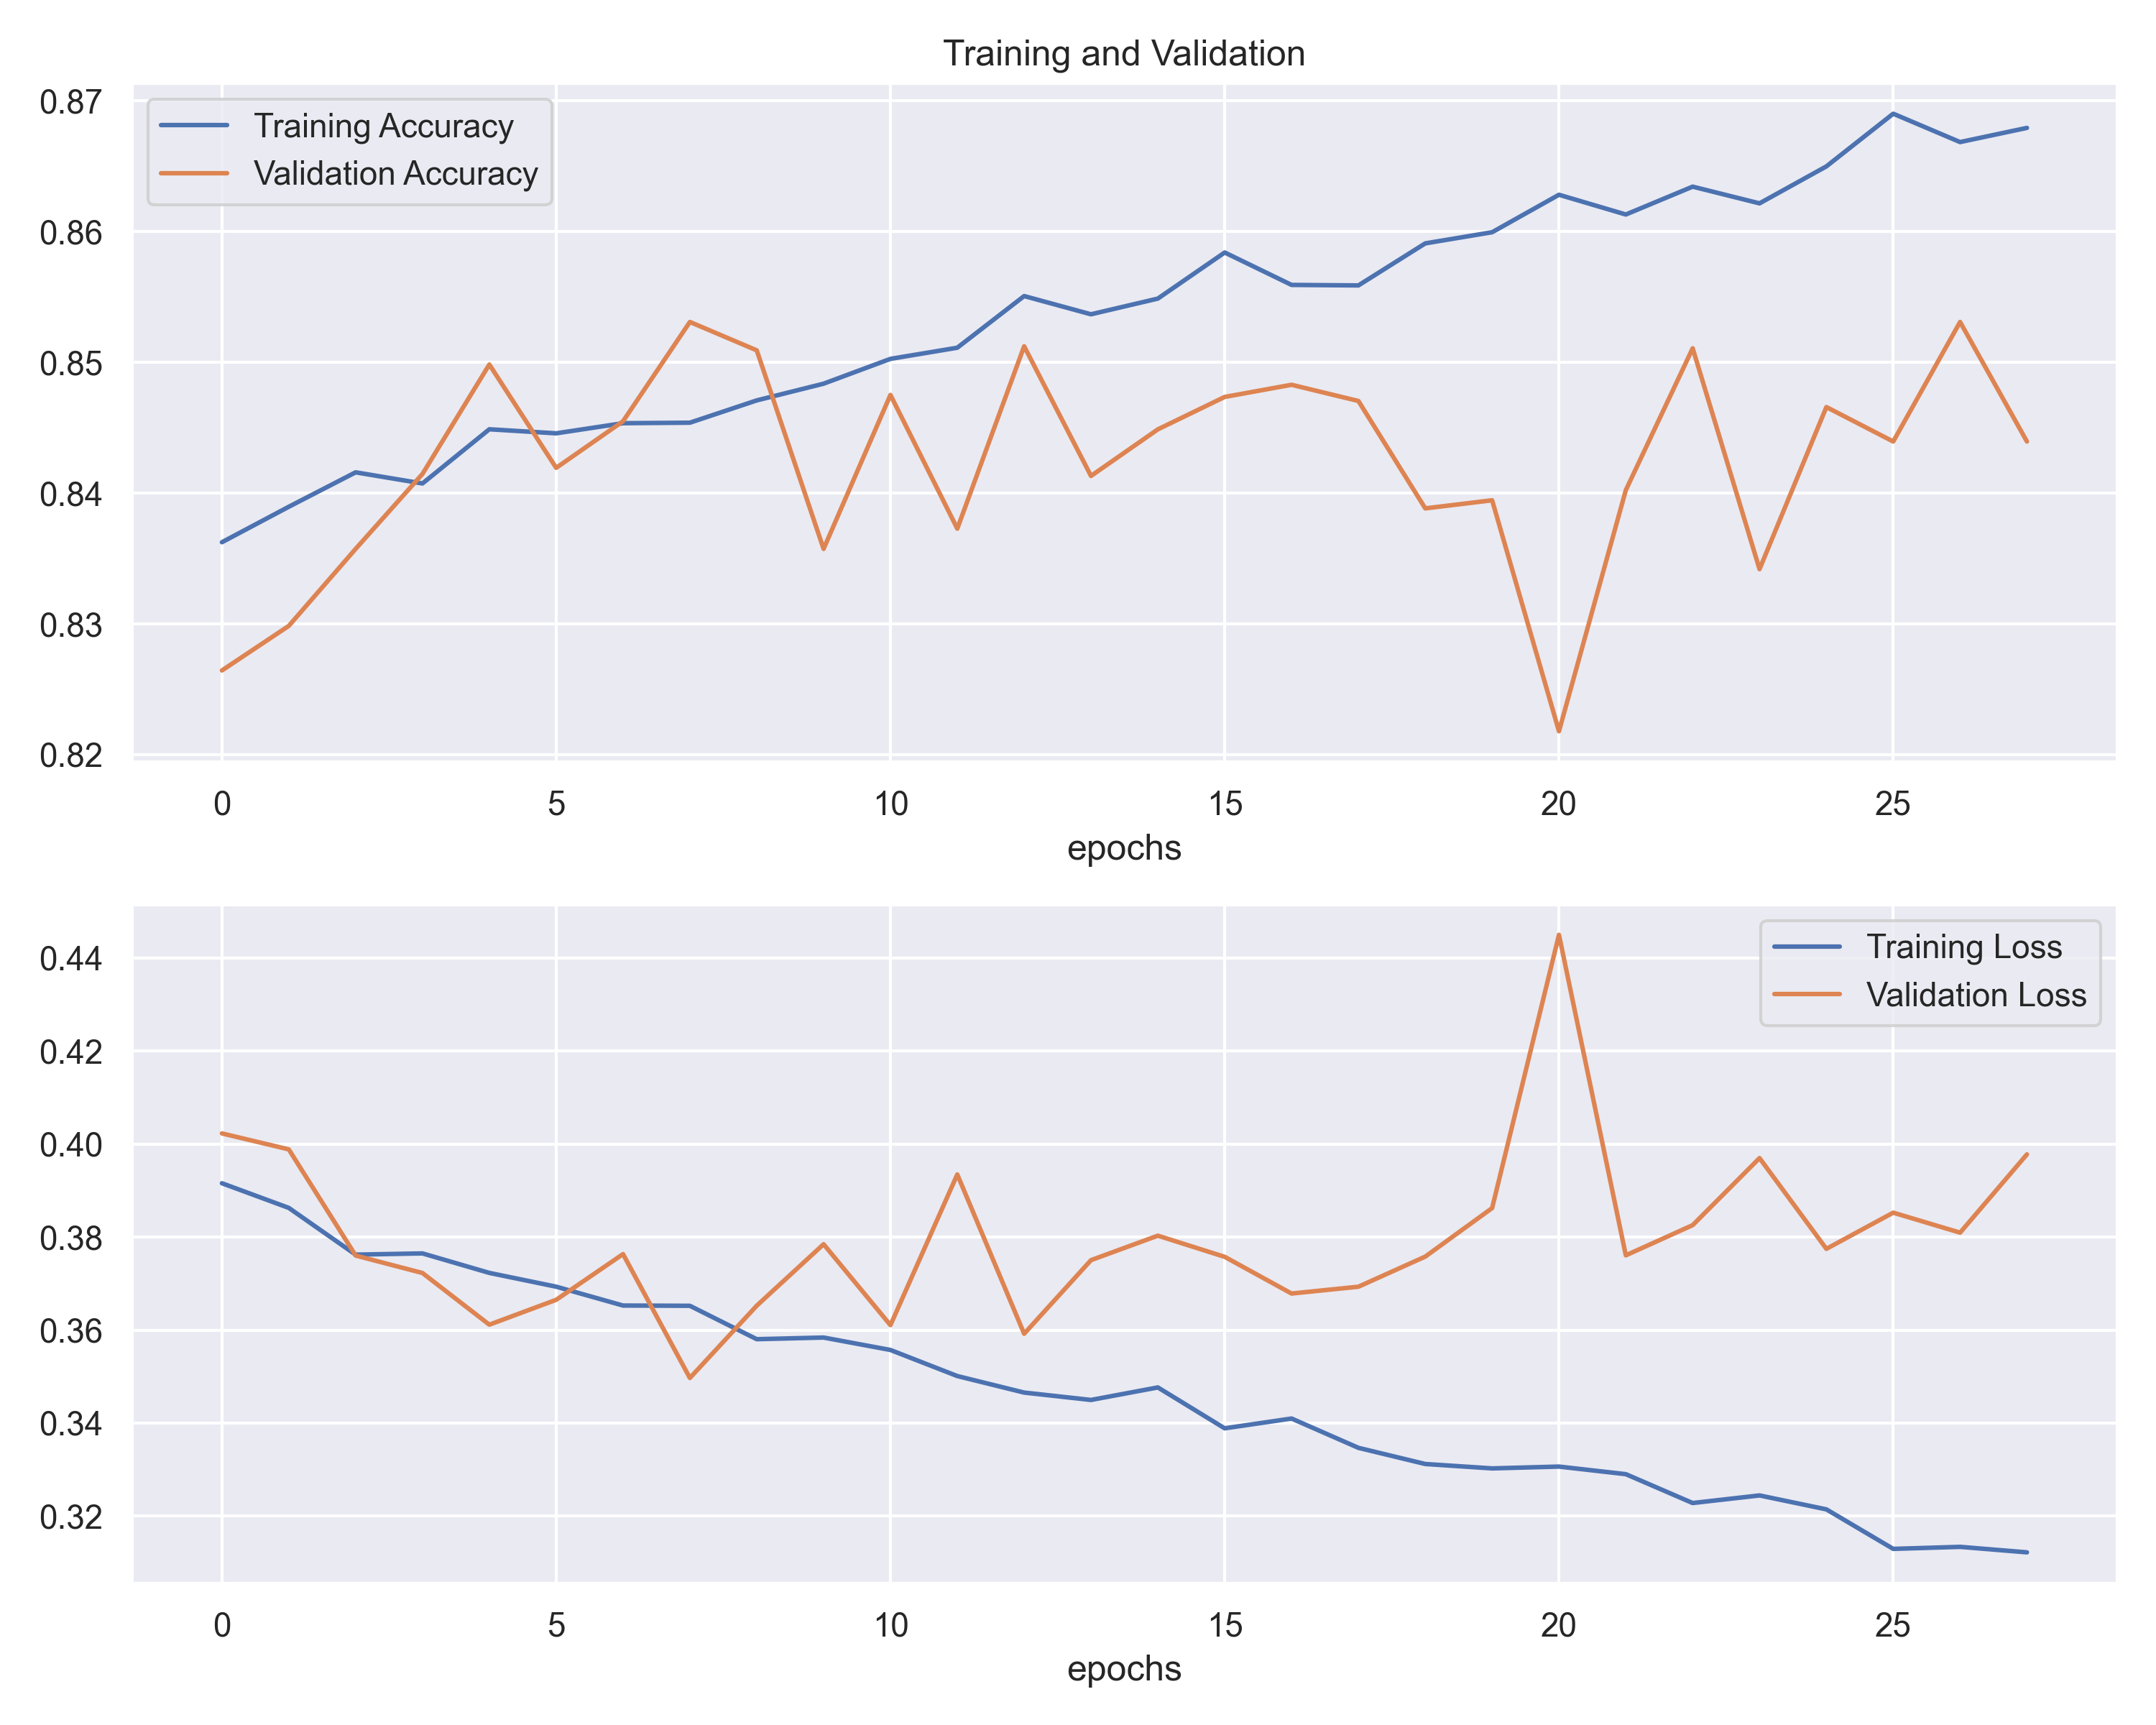 Training and Validation
0.87
0.86
0.85
0.84
0.83
0.82
Training Accuracy
Validation Accuracy
0 5 10 15 20 25
epochs
0.44
0.42
0.40
0.38
0.36
0.34
0.32
Training Loss
Validation Loss
0 5 10 15 20 25
epochs